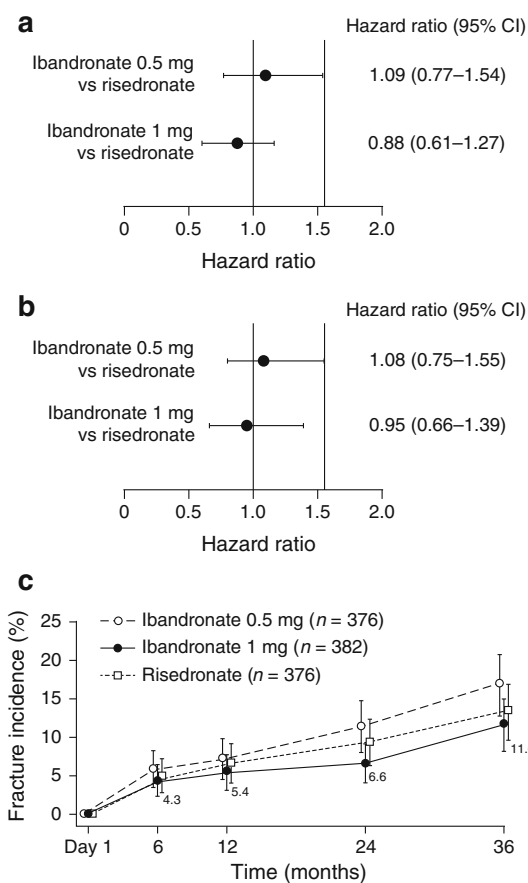 a
Hazard ratio (95% CI)
Ibandronate 0.5 mg
vs risedronate
1.09 (0.77–1.54)
Ibandronate 1 mg
vs risedronate
0.88 (0.61–1.27)
0 0.5 1.0 1.5 2.0
Hazard ratio
b
Hazard ratio (95% CI)
Ibandronate 0.5 mg
vs risedronate
1.08 (0.75–1.55)
Ibandronate 1 mg
vs risedronate
0.95 (0.66–1.39)
0 0.5 1.0 1.5 2.0
Hazard ratio
c
Fracture incidence (%)
25
20
15
10
5
0
Ibandronate 0.5 mg (n = 376)
Ibandronate 1 mg (n = 382)
Risedronate (n = 376)
4.3
5.4
6.6
Day 1 6 12 24 36
Time (months)